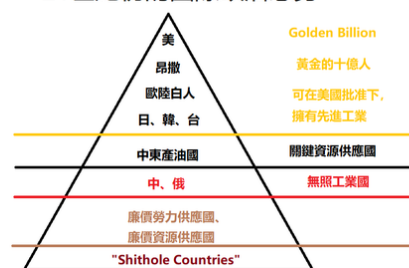 美
Golden Billion
昂撒
黃金的十億人
歐陸白人
可在美國批准下,
擁有先進工業
日、韓、台
中東產油國
關鍵資源供應國
中、俄
無照工業國
廉價勞力供應國、
廉價資源供應國
"Shithole Countries"